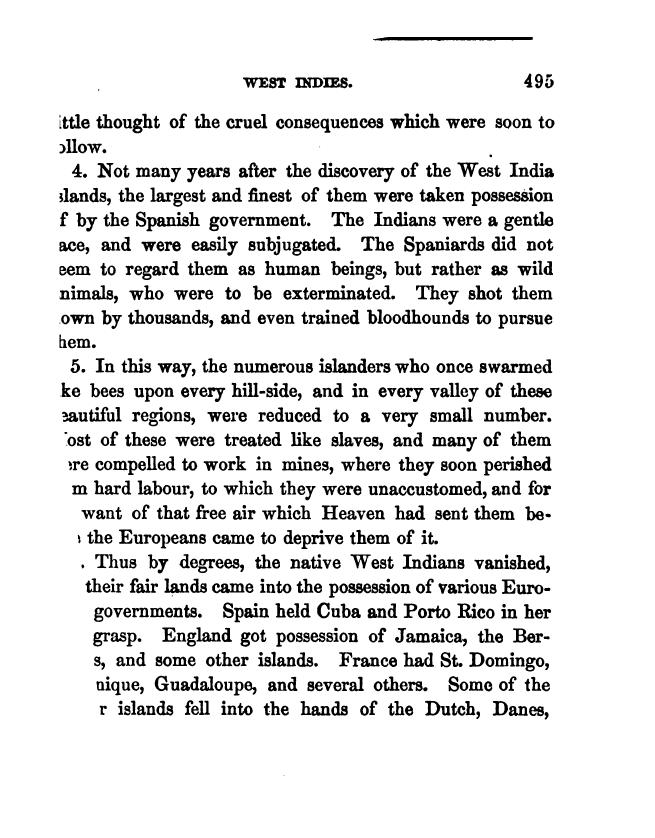 WEST INDIES. 495
ittle thought of the cruel consequences which were soon to
ollow.
4. Not many years after the discovery of the West India
slands, the largest and finest of them were taken possession
f by the Spanish government. The Indians were a gentle
ace, and were easily subjugated. The Spaniards did not
eem to regard them as human beings, but rather as wild
nimals, who were to be exterminated. They shot them
own by thousands, and even trained bloodhounds to pursue
hem.
5. In this way, the numerous islanders who once swarmed
ke bees upon every hill-side, and in every valley of these
eautiful regions, were reduced to a very small number.
ost of these were treated like slaves, and many of them
ere compelled to work in mines, where they soon perished
m hard labour, to which they were unaccustomed, and for
want of that free air which Heaven had sent them be-
the Europeans came to deprive them of it.
. Thus by degrees, the native West Indians vanished,
their fair lands came into the possession of various Euro-
governments. Spain held Cuba and Porto Rico in her
grasp. England got possession of Jamaica, the Ber-
s, and some other islands. France had St. Domingo,
nique, Guadaloupe, and several others. Some of the
r islands fell into the hands of the Dutch, Danes,